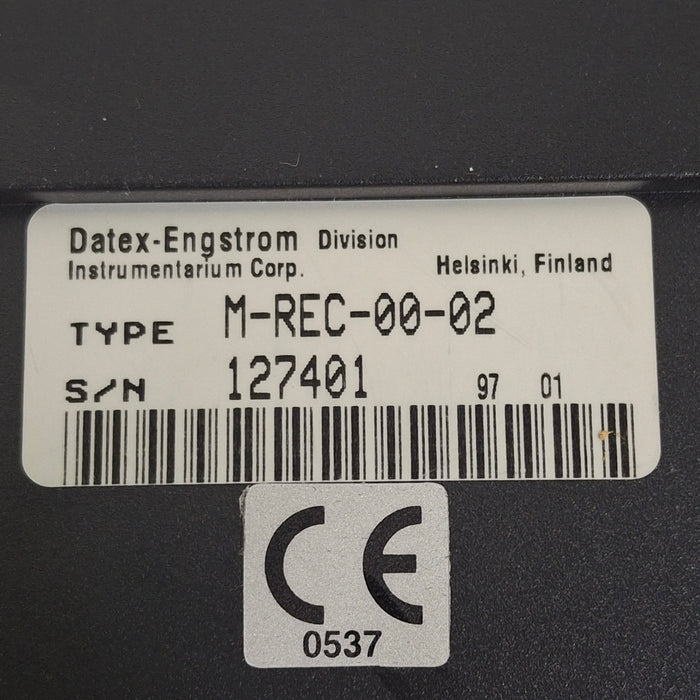 Datex-Engstrom Division
Instrumentarium Corp. Helsinki, Finland
TYPE M-REC-00-02
S/N 127401 97 01
CE
0537